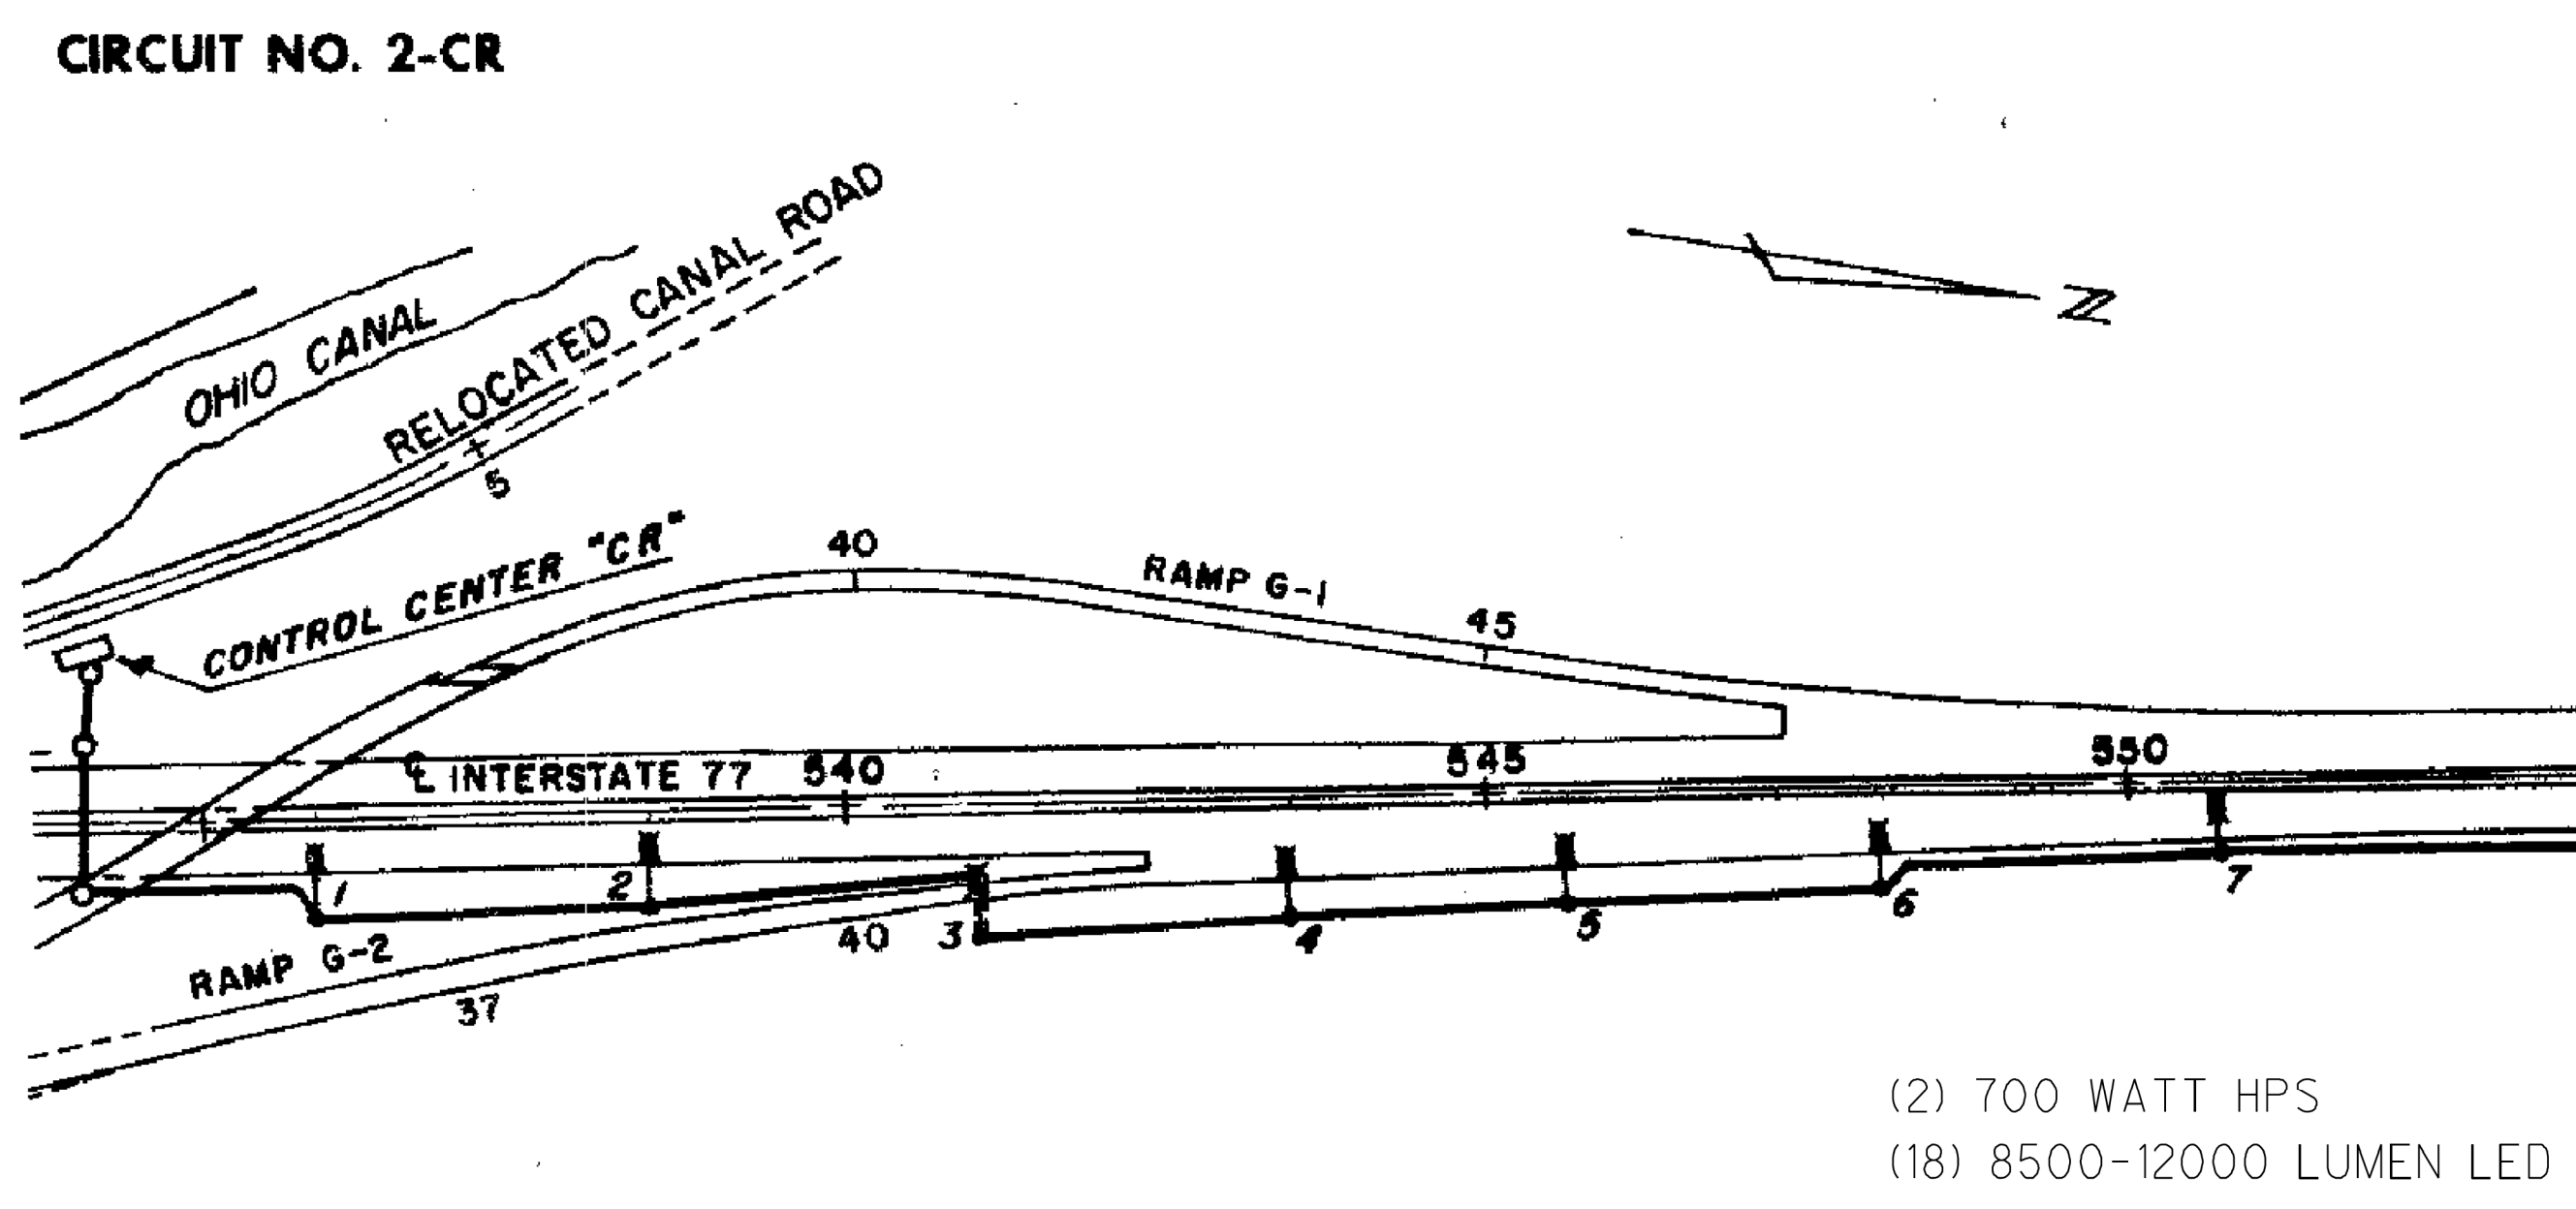 CIRCUIT NO. 2-CR
OHIO CANAL
RELOCATED CANAL ROAD
5
CONTROL CENTER "CR"
N
40
RAMP G-1
45
℄ INTERSTATE 77
540
545
550
1
2
3
4
5
6
7
40
RAMP G-2
37
(2) 700 WATT HPS
(18) 8500-12000 LUMEN LED